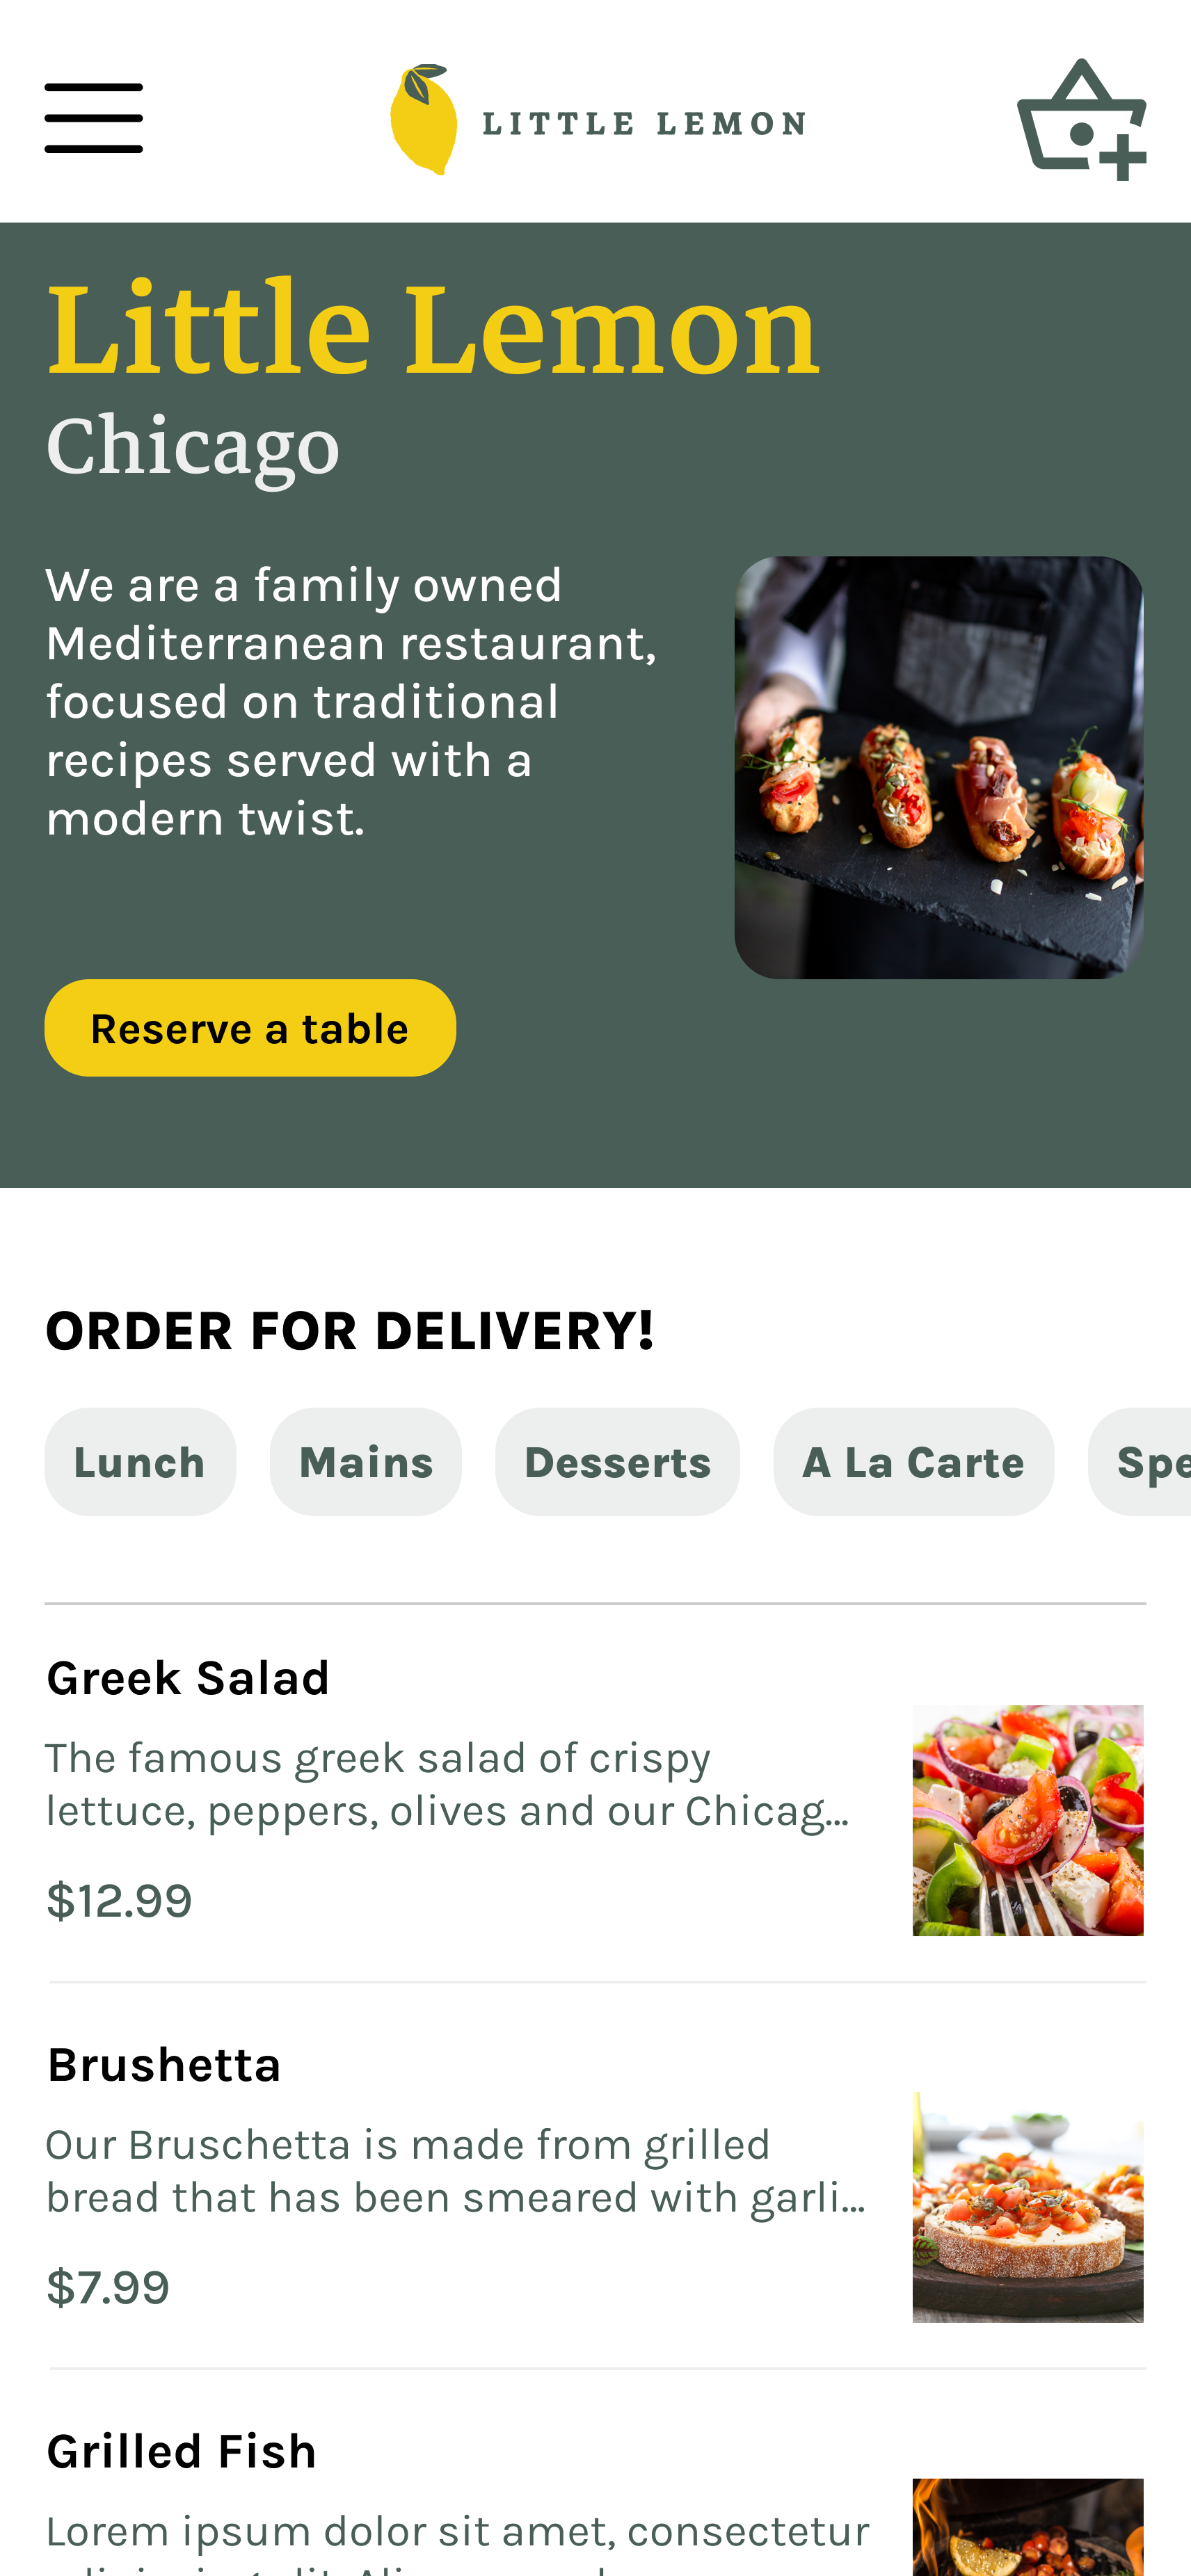 LITTLE LEMON
Little Lemon
Chicago
We are a family owned
Mediterranean restaurant,
focused on traditional
recipes served with a
modern twist.
Reserve a table
ORDER FOR DELIVERY!
Lunch Mains Desserts A La Carte Spe
Greek Salad
The famous greek salad of crispy
lettuce, peppers, olives and our Chicag...
$12.99
Brushetta
Our Bruschetta is made from grilled
bread that has been smeared with garli...
$7.99
Grilled Fish
Lorem ipsum dolor sit amet, consectetur